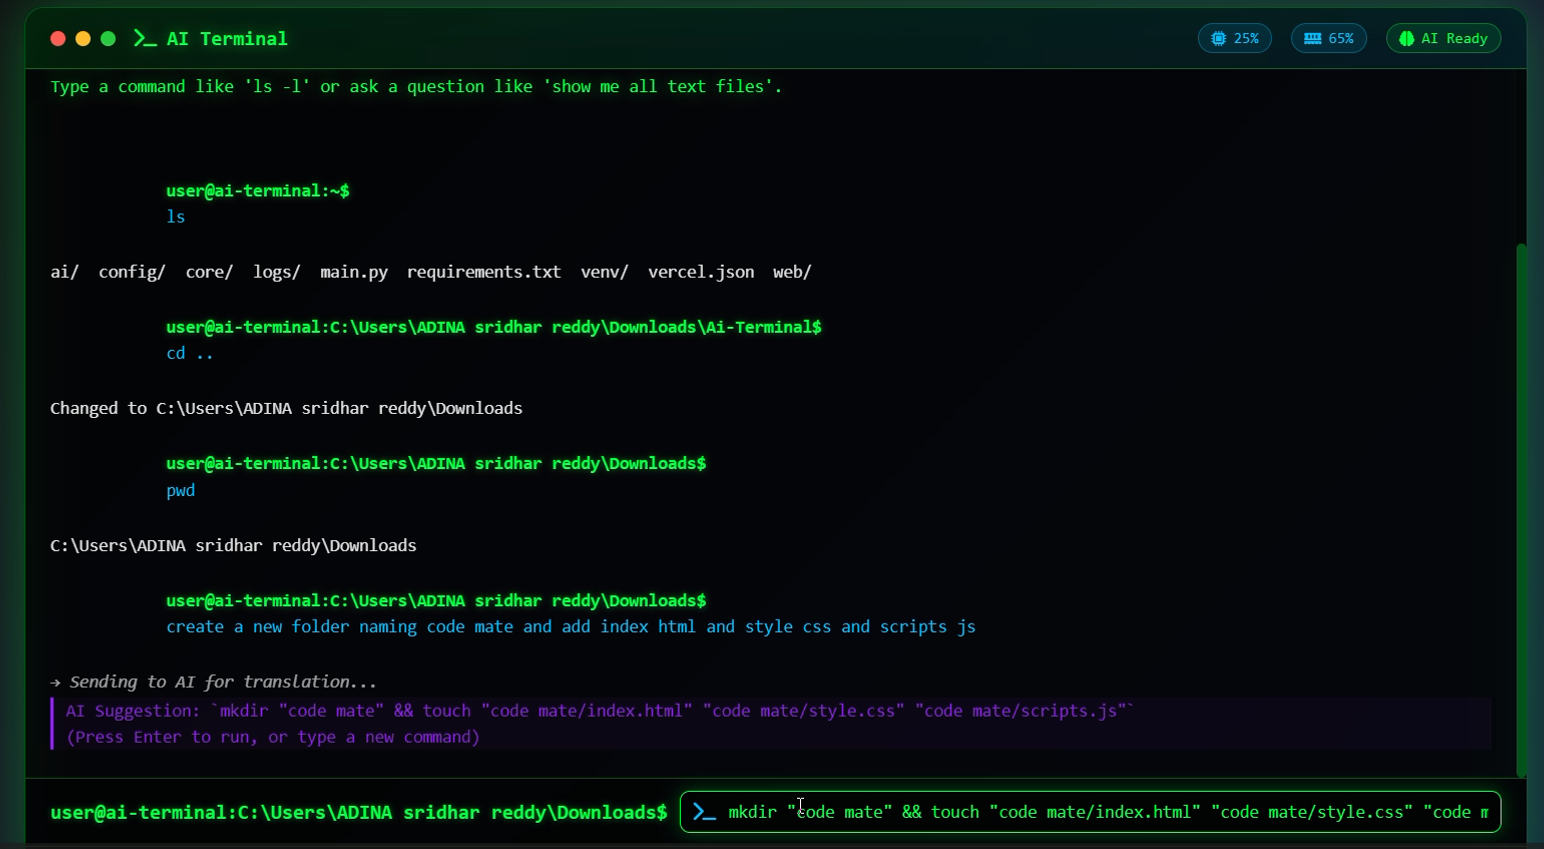 AI Terminal
25%
65%
AI Ready
Type a command like 'ls -l' or ask a question like 'show me all text files'.
user@ai-terminal:~$
ls
ai/  config/  core/  logs/  main.py  requirements.txt  venv/  vercel.json  web/
user@ai-terminal:C:\Users\ADINA sridhar reddy\Downloads\Ai-Terminal$
cd ..
Changed to C:\Users\ADINA sridhar reddy\Downloads
user@ai-terminal:C:\Users\ADINA sridhar reddy\Downloads$
pwd
C:\Users\ADINA sridhar reddy\Downloads
user@ai-terminal:C:\Users\ADINA sridhar reddy\Downloads$
create a new folder naming code mate and add index html and style css and scripts js
→ Sending to AI for translation...
AI Suggestion: `mkdir "code mate" && touch "code mate/index.html" "code mate/style.css" "code mate/scripts.js"`
(Press Enter to run, or type a new command)
user@ai-terminal:C:\Users\ADINA sridhar reddy\Downloads$ mkdir "code mate" && touch "code mate/index.html" "code mate/style.css" "code m